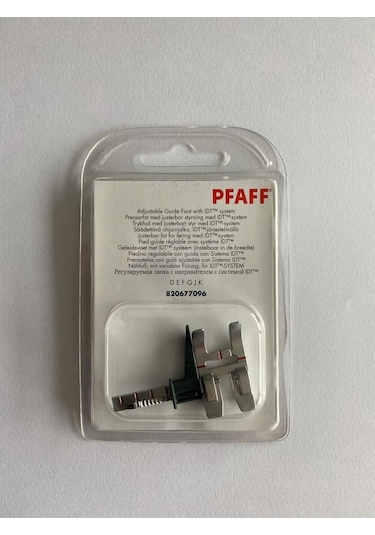 PFAFF
Adjustable Guide Foot with IDT™ system
Pressarfot med justerbar styrning med IDT™-system
Trykfod med justerbart styr med IDT™-system
Säädettävä ohjainjalka, IDT™-järjestelmällä
Justerbar fot for føring med IDT™-system
Pied guide réglable avec système IDT™
Geleidevoet met IDT™ systeem (instelbaar in de breedte)
Piedino regolabile con guida con Sistema IDT™
Prensatelas con guía ajustable con Sistema IDT™
Nähfuß, mit variabler Fürung, für IDT™-SYSTEM
Регулируемая лапка с направителем с системой IDT™
D E F G J K
820677096